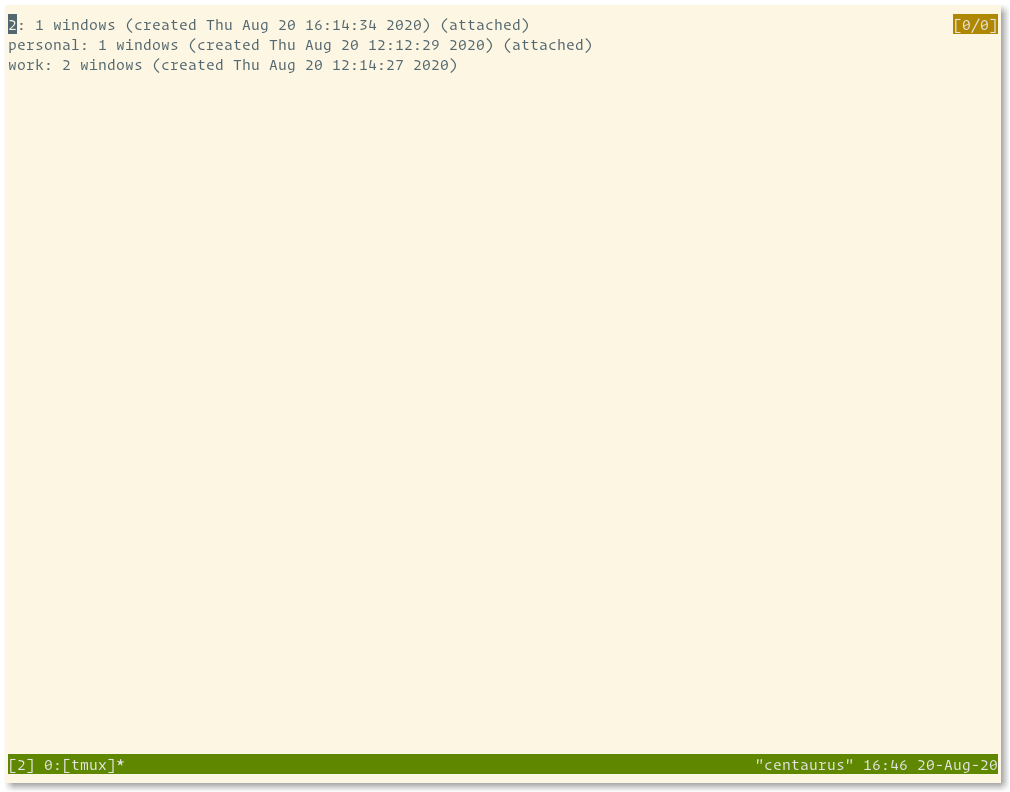 2: 1 windows (created Thu Aug 20 16:14:34 2020) (attached) [0/0]
personal: 1 windows (created Thu Aug 20 12:12:29 2020) (attached)
work: 2 windows (created Thu Aug 20 12:14:27 2020)
[2] 0:[tmux]* "centaurus" 16:46 20-Aug-20